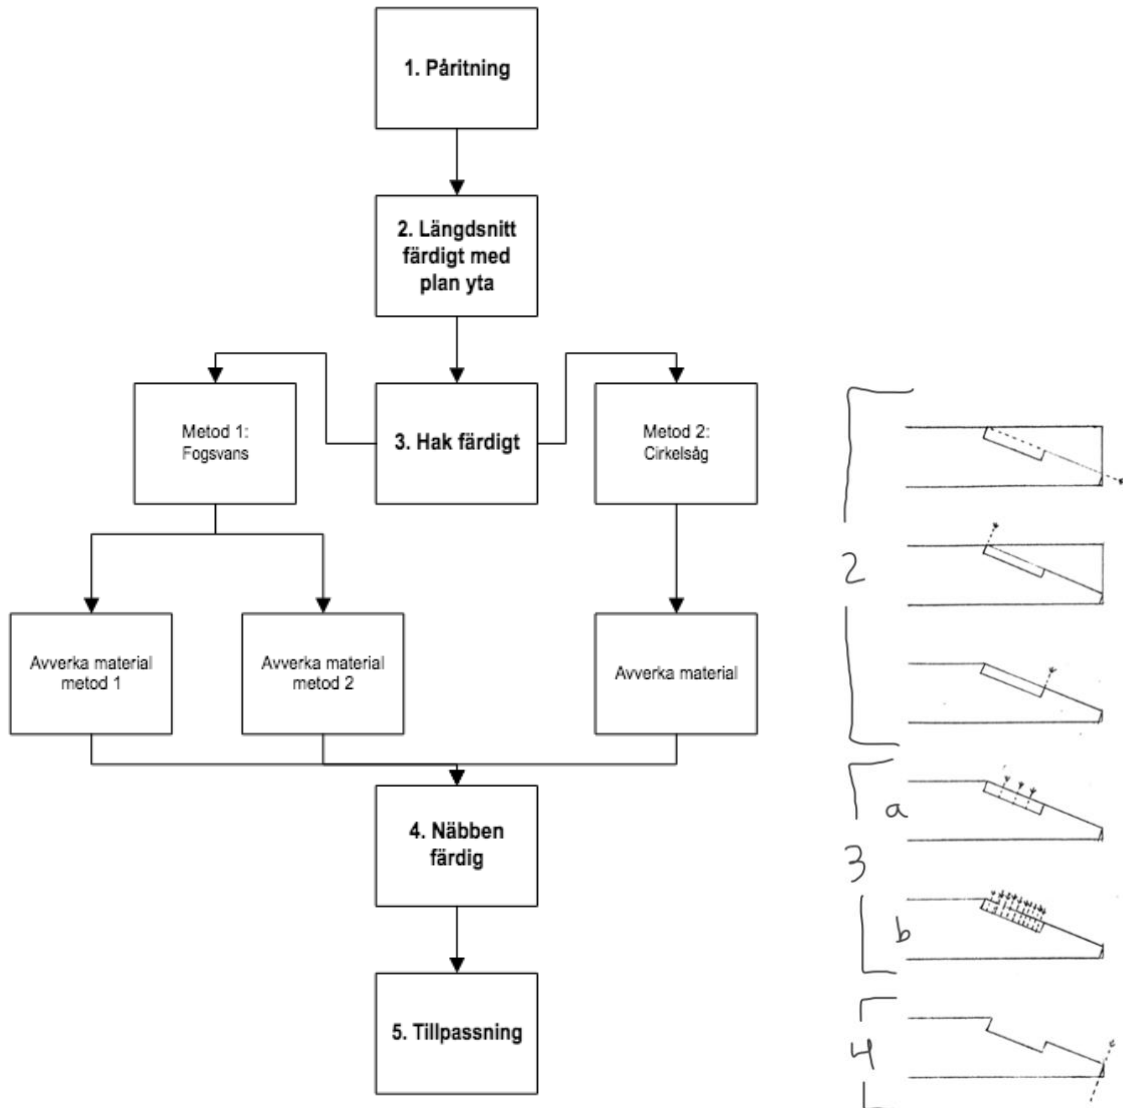 1. Påritning
2. Längdsnitt
färdigt med
plan yta
Metod 1:
Fogsvans
3. Hak färdigt
Metod 2:
Cirkelsåg
Avverka material
metod 1
Avverka material
metod 2
Avverka material
4. Näbben
färdig
5. Tillpassning
2
a
3
b
4